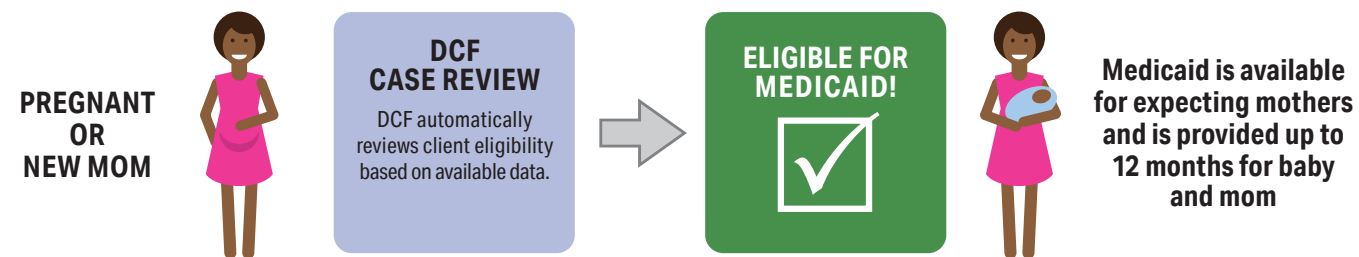 PREGNANT
OR
NEW MOM
DCF
CASE REVIEW
DCF automatically
reviews client eligibility
based on available data.
ELIGIBLE FOR
MEDICAID!
Medicaid is available
for expecting mothers
and is provided up to
12 months for baby
and mom